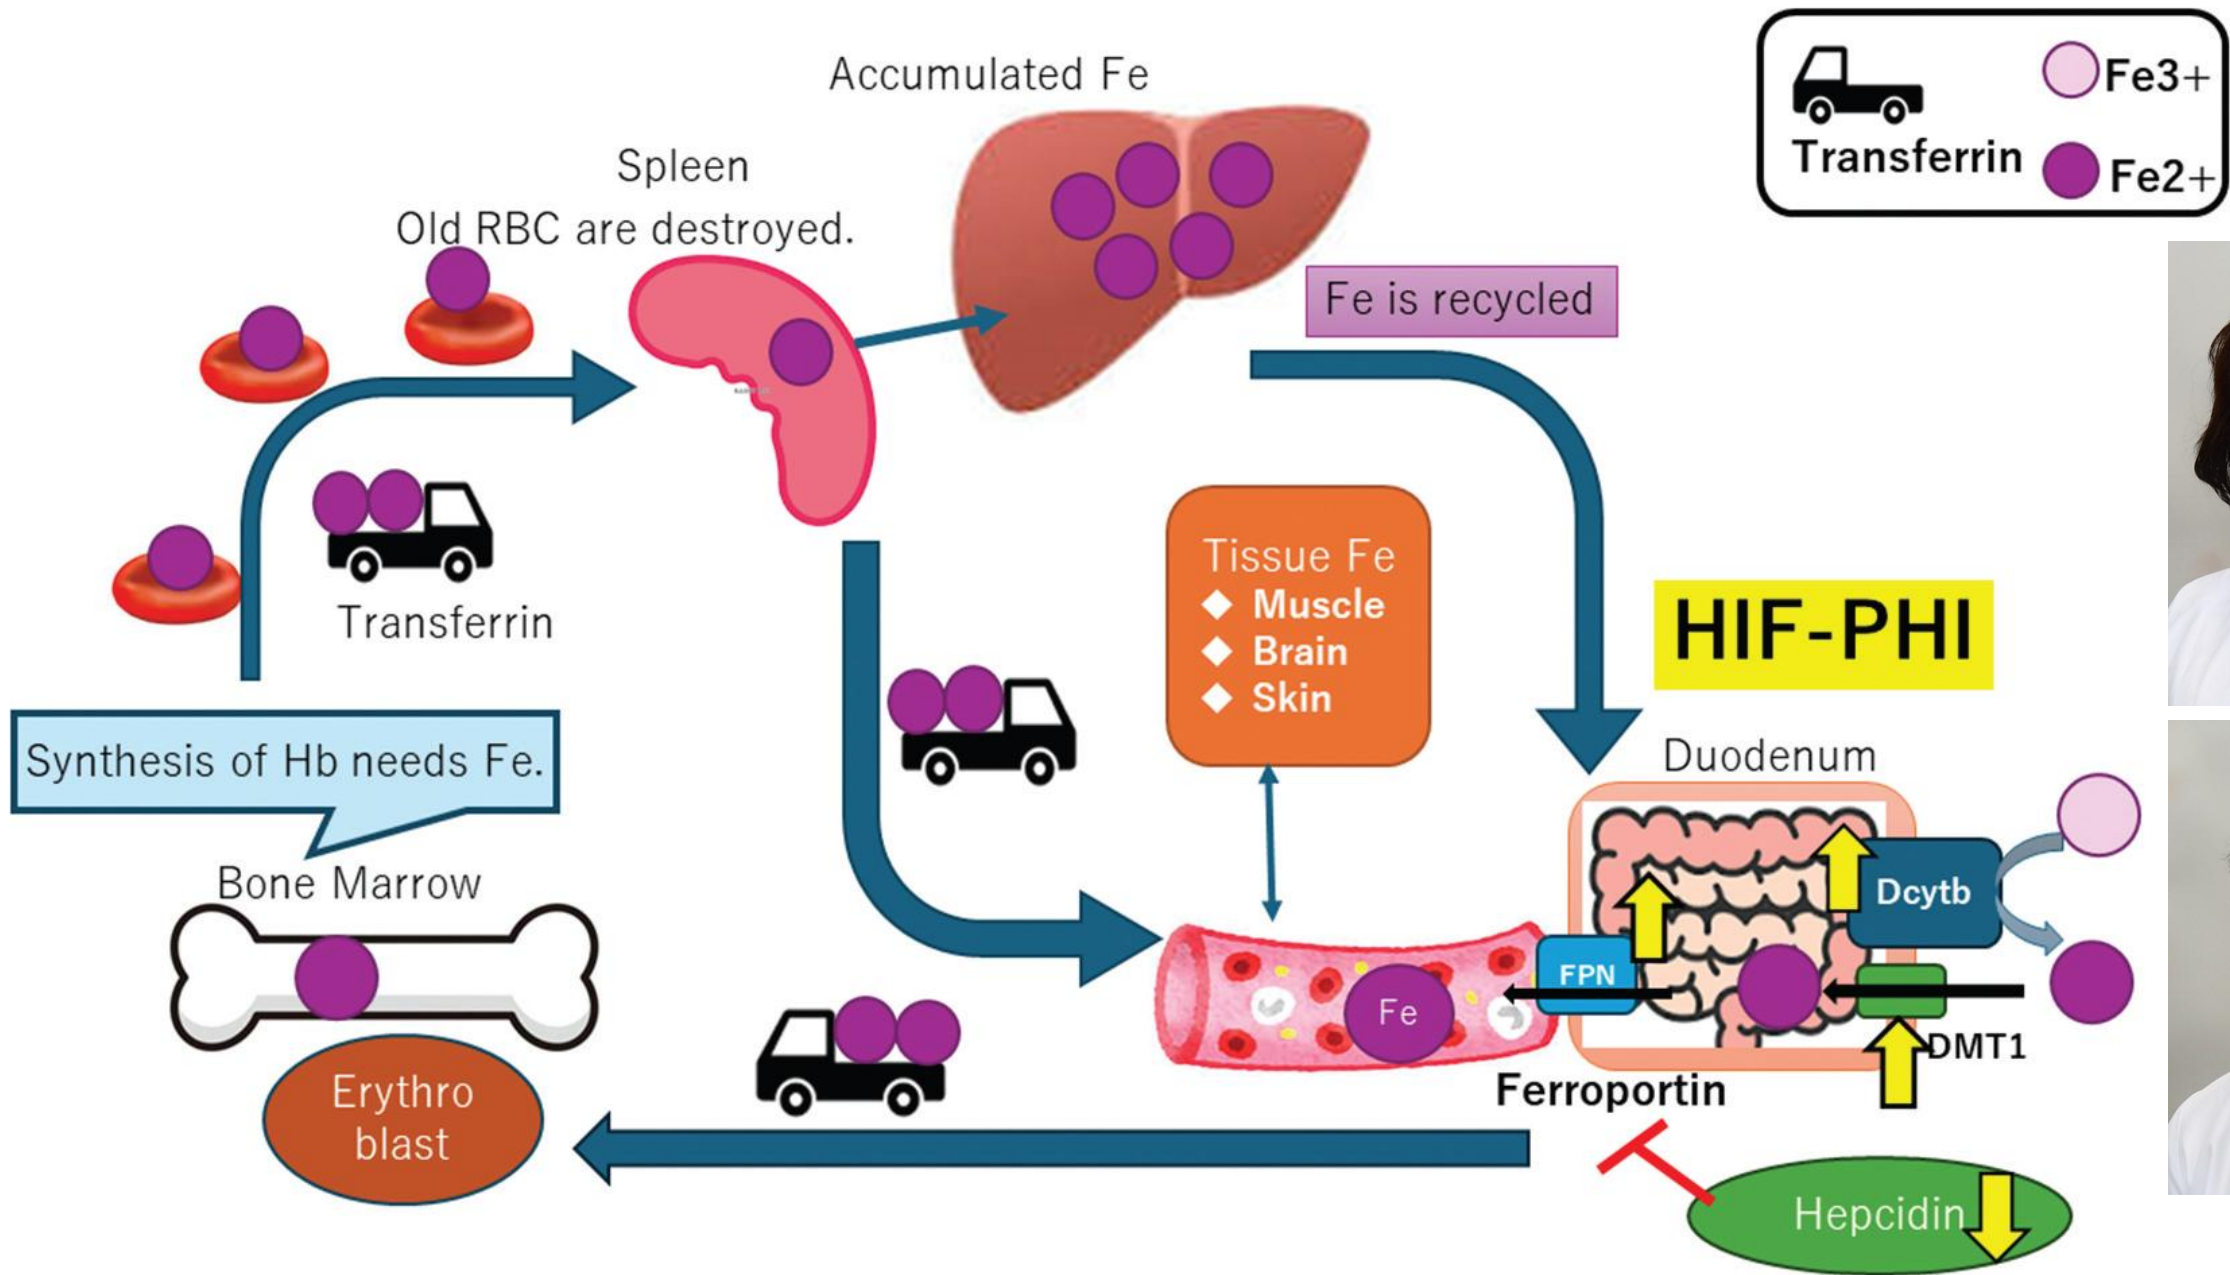 Accumulated Fe
Transferrin
Fe3+
Fe2+
Spleen
Old RBC are destroyed.
Fe is recycled
Transferrin
Tissue Fe
◆ Muscle
◆ Brain
◆ Skin
HIF-PHI
Synthesis of Hb needs Fe.
Duodenum
Bone Marrow
Dcytb
FPN
Fe
DMT1
Erythro
blast
Ferroportin
Hepcidin